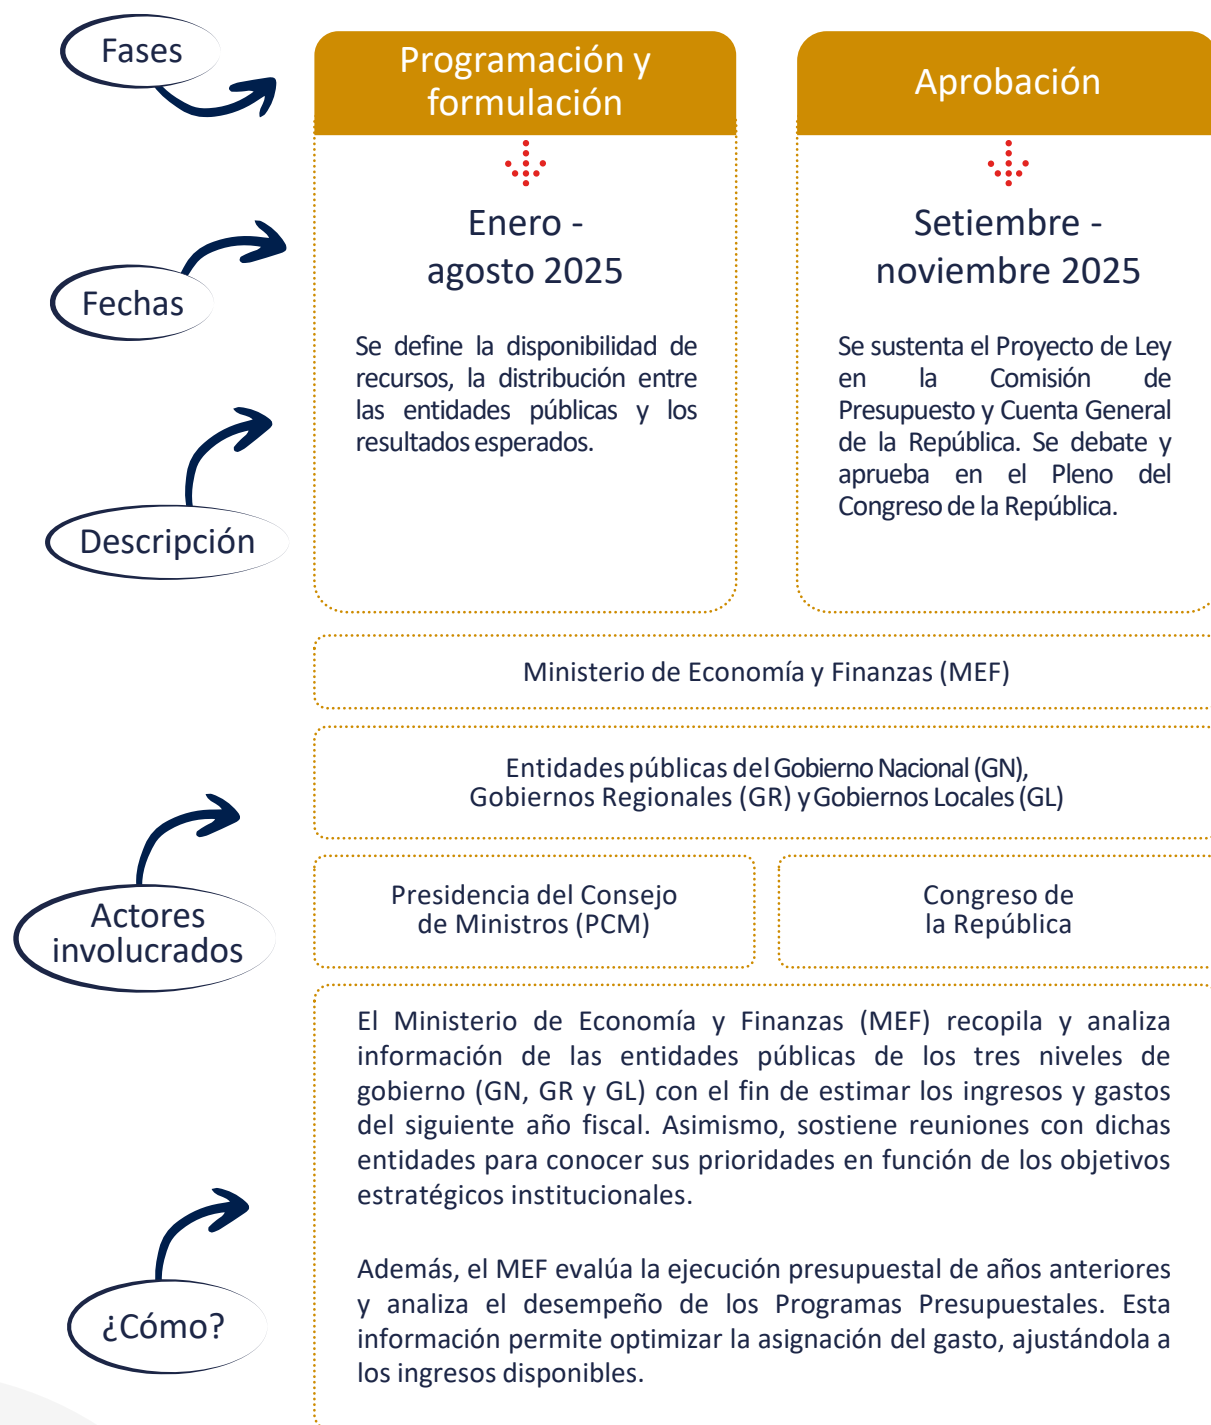 Fases
Programación y
formulación
Aprobación
Fechas
Enero -
agosto 2025
Setiembre -
noviembre 2025
Descripción
Se define la disponibilidad de
recursos, la distribución entre
las entidades públicas y los
resultados esperados.
Se sustenta el Proyecto de Ley
en la Comisión de
Presupuesto y Cuenta General
de la República. Se debate y
aprueba en el Pleno del
Congreso de la República.
Actores
involucrados
Ministerio de Economía y Finanzas (MEF)
Entidades públicas del Gobierno Nacional (GN),
Gobiernos Regionales (GR) y Gobiernos Locales (GL)
Presidencia del Consejo
de Ministros (PCM)
Congreso de
la República
¿Cómo?
El Ministerio de Economía y Finanzas (MEF) recopila y analiza
información de las entidades públicas de los tres niveles de
gobierno (GN, GR y GL) con el fin de estimar los ingresos y gastos
del siguiente año fiscal. Asimismo, sostiene reuniones con dichas
entidades para conocer sus prioridades en función de los objetivos
estratégicos institucionales.
Además, el MEF evalúa la ejecución presupuestal de años anteriores
y analiza el desempeño de los Programas Presupuestales. Esta
información permite optimizar la asignación del gasto, ajustándola a
los ingresos disponibles.